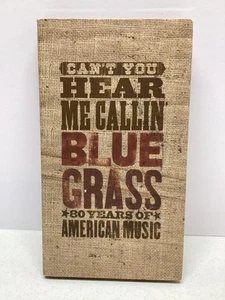 CAN'T YOU
HEAR
ME CALLIN'
BLUE
GRASS
★80 YEARS OF★
AMERICAN MUSIC